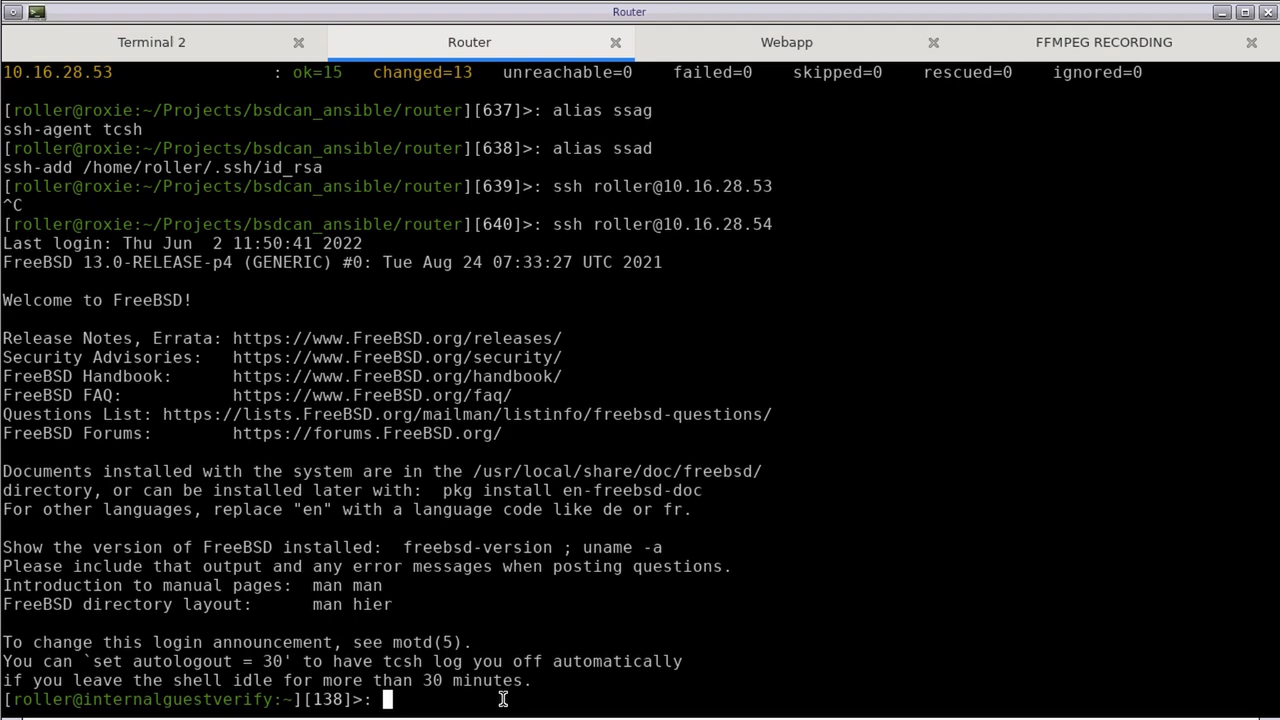 Router
Terminal 2
Router
Webapp
FFMPEG RECORDING
10.16.28.53                : ok=15   changed=13   unreachable=0    failed=0    skipped=0    rescued=0    ignored=0
[roller@roxie:~/Projects/bsdcan_ansible/router][637]>: alias ssag
ssh-agent tcsh
[roller@roxie:~/Projects/bsdcan_ansible/router][638]>: alias ssad
ssh-add /home/roller/.ssh/id_rsa
[roller@roxie:~/Projects/bsdcan_ansible/router][639]>: ssh roller@10.16.28.53
^C
[roller@roxie:~/Projects/bsdcan_ansible/router][640]>: ssh roller@10.16.28.54
Last login: Thu Jun  2 11:50:41 2022
FreeBSD 13.0-RELEASE-p4 (GENERIC) #0: Tue Aug 24 07:33:27 UTC 2021
Welcome to FreeBSD!
Release Notes, Errata: https://www.FreeBSD.org/releases/
Security Advisories:   https://www.FreeBSD.org/security/
FreeBSD Handbook:      https://www.FreeBSD.org/handbook/
FreeBSD FAQ:           https://www.FreeBSD.org/faq/
Questions List: https://lists.FreeBSD.org/mailman/listinfo/freebsd-questions/
FreeBSD Forums:        https://forums.FreeBSD.org/
Documents installed with the system are in the /usr/local/share/doc/freebsd/
directory, or can be installed later with:  pkg install en-freebsd-doc
For other languages, replace "en" with a language code like de or fr.
Show the version of FreeBSD installed:  freebsd-version ; uname -a
Please include that output and any error messages when posting questions.
Introduction to manual pages:  man man
FreeBSD directory layout:      man hier
To change this login announcement, see motd(5).
You can `set autologout = 30' to have tcsh log you off automatically
if you leave the shell idle for more than 30 minutes.
[roller@internalguestverify:~][138]>: